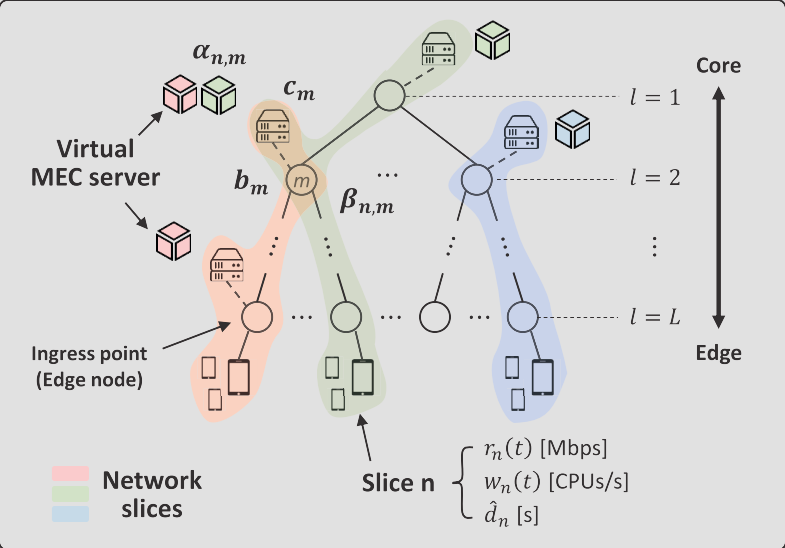 α_{n,m}
c_m
Core
l = 1
Virtual
MEC server
b_m
m
...
β_{n,m}
l = 2
⋮
l = L
Ingress point
(Edge node)
Edge
Network
slices
Slice n
r_n(t) [Mbps]
w_n(t) [CPUs/s]
d̂_n [s]